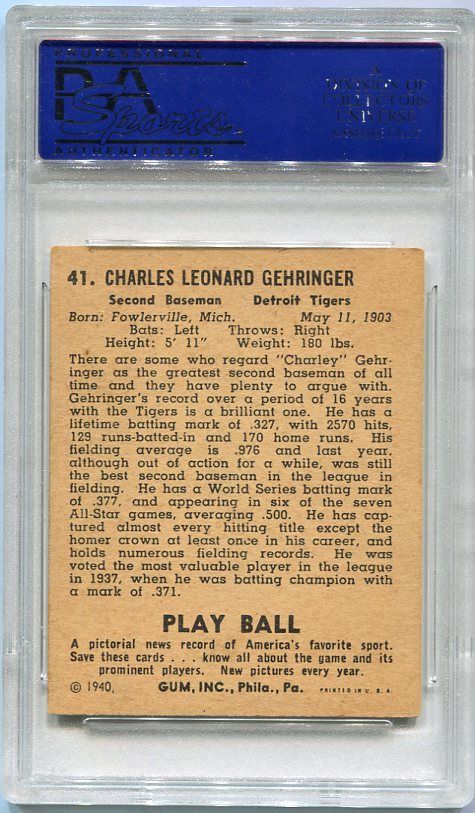 PROFESSIONAL
PSA
Sports
AUTHENTICATOR
A
DIVISION OF
COLLECTORS
UNIVERSE
41. CHARLES LEONARD GEHRINGER
Second Baseman Detroit Tigers
Born: Fowlerville, Mich. May 11, 1903
Bats: Left Throws: Right
Height: 5' 11" Weight: 180 lbs.
There are some who regard "Charley" Gehr-
inger as the greatest second baseman of all
time and they have plenty to argue with.
Gehringer's record over a period of 16 years
with the Tigers is a brilliant one. He has a
lifetime batting mark of .327, with 2570 hits,
129 runs-batted-in and 170 home runs. His
fielding average is .976 and last year,
although out of action for a while, was still
the best second baseman in the league in
fielding. He has a World Series batting mark
of .377, and appearing in six of the seven
All-Star games, averaging .500. He has cap-
tured almost every hitting title except the
homer crown at least once in his career, and
holds numerous fielding records. He was
voted the most valuable player in the league
in 1937, when he was batting champion with
a mark of .371.
PLAY BALL
A pictorial news record of America's favorite sport.
Save these cards . . . know all about the game and its
prominent players. New pictures every year.
© 1940, GUM, INC., Phila., Pa. PRINTED IN U. S. A.